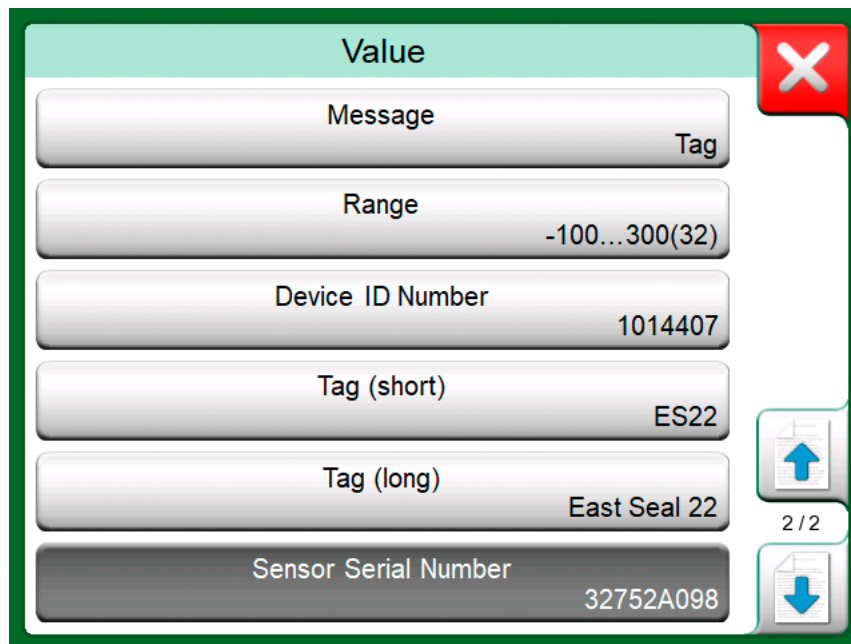 Value
Message
Tag
Range
-100...300(32)
Device ID Number
1014407
Tag (short)
ES22
Tag (long)
East Seal 22
2 / 2
Sensor Serial Number
32752A098